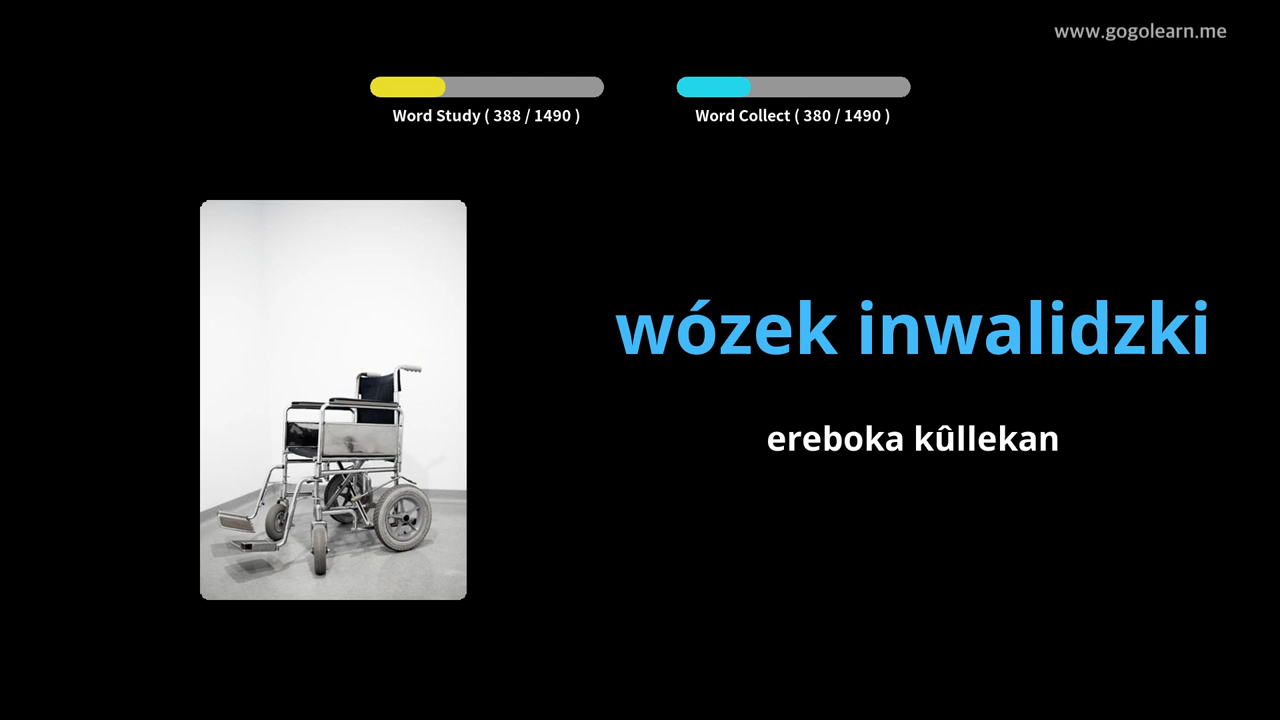 www.gogolearn.me
Word Study ( 388 / 1490 )
Word Collect ( 380 / 1490 )
wózek inwalidzki
ereboka kûllekan